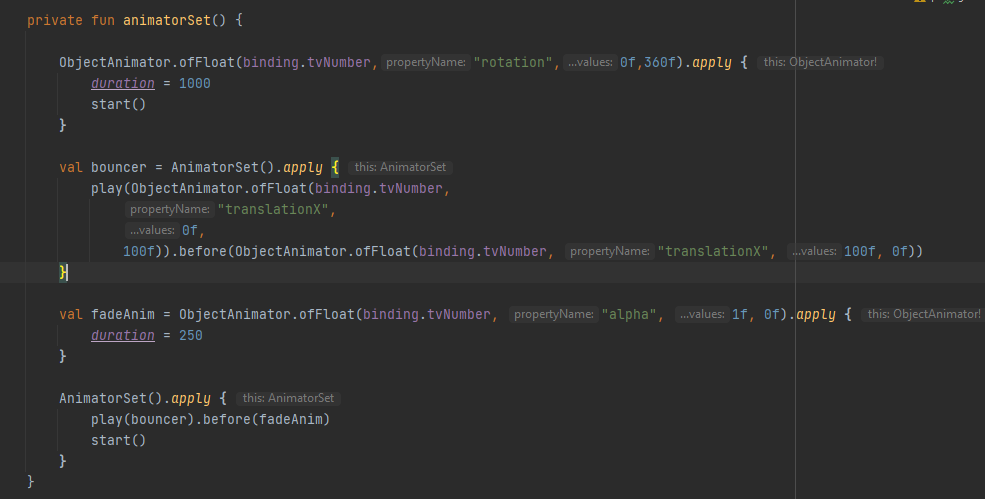 private fun animatorSet() {
ObjectAnimator.ofFloat(binding.tvNumber, propertyName: "rotation", ...values: 0f,360f).apply { this: ObjectAnimator!
duration = 1000
start()
}
val bouncer = AnimatorSet().apply { this: AnimatorSet
play(ObjectAnimator.ofFloat(binding.tvNumber,
propertyName: "translationX",
...values: 0f,
100f)).before(ObjectAnimator.ofFloat(binding.tvNumber, propertyName: "translationX", ...values: 100f, 0f))
}
val fadeAnim = ObjectAnimator.ofFloat(binding.tvNumber, propertyName: "alpha", ...values: 1f, 0f).apply { this: ObjectAnimator!
duration = 250
}
AnimatorSet().apply { this: AnimatorSet
play(bouncer).before(fadeAnim)
start()
}
}